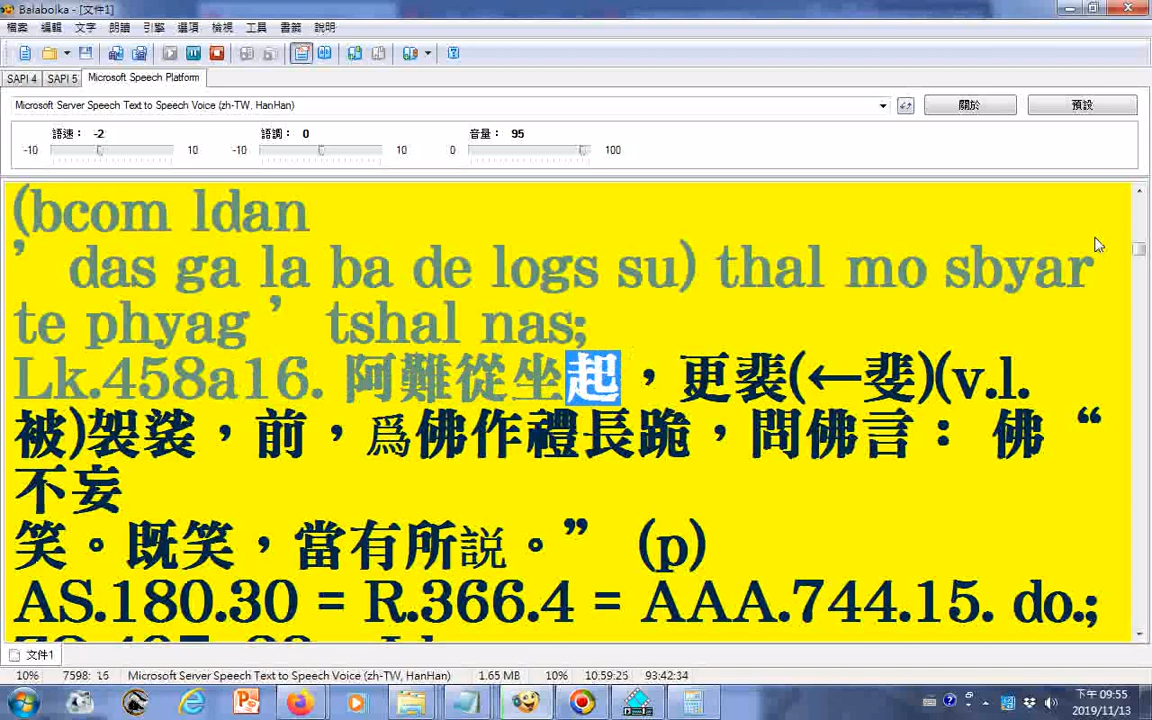 Balabolka - [文件1]
檔案 編輯 文字 朗讀 引擎 選項 檢視 工具 書籤 說明
SAPI 4 SAPI 5 Microsoft Speech Platform
Microsoft Server Speech Text to Speech Voice (zh-TW, HanHan) 關於 預設
語速： -2 語調： 0 音量： 95
-10 10 -10 10 0 100
(bcom ldan
’ das ga la ba de logs su) thal mo sbyar
te phyag ’ tshal nas;
Lk.458a16. 阿難從坐起，更裴(←斐)(v.l.
被)袈裟，前，爲佛作禮長跪，問佛言： 佛“
不妄
笑。既笑，當有所説。” (p)
AS.180.30 = R.366.4 = AAA.744.15. do.;
文件1
10% 7598: 16 Microsoft Server Speech Text to Speech Voice (zh-TW, HanHan) 1.65 MB 10% 10:59:25 93:42:34
下午 09:55
2019/11/13